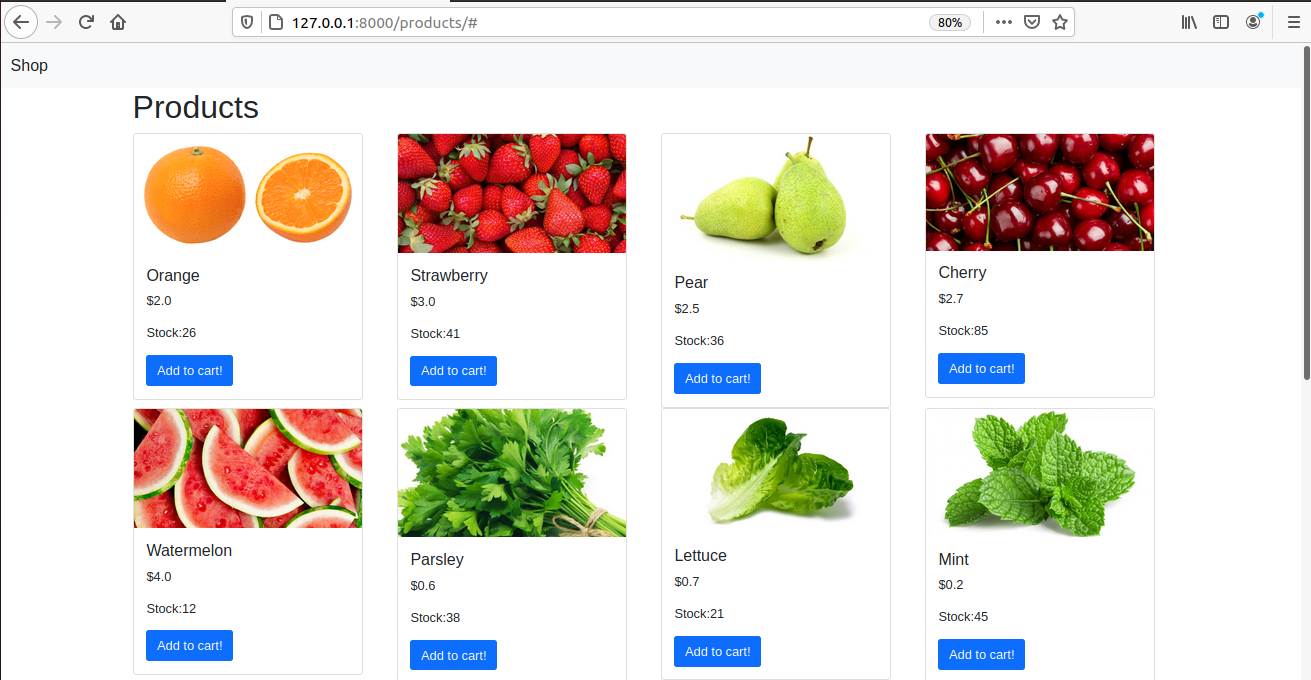 127.0.0.1:8000/products/#
80%
Shop
Products
Orange
$2.0
Stock:26
Add to cart!
Strawberry
$3.0
Stock:41
Add to cart!
Pear
$2.5
Stock:36
Add to cart!
Cherry
$2.7
Stock:85
Add to cart!
Watermelon
$4.0
Stock:12
Add to cart!
Parsley
$0.6
Stock:38
Add to cart!
Lettuce
$0.7
Stock:21
Add to cart!
Mint
$0.2
Stock:45
Add to cart!